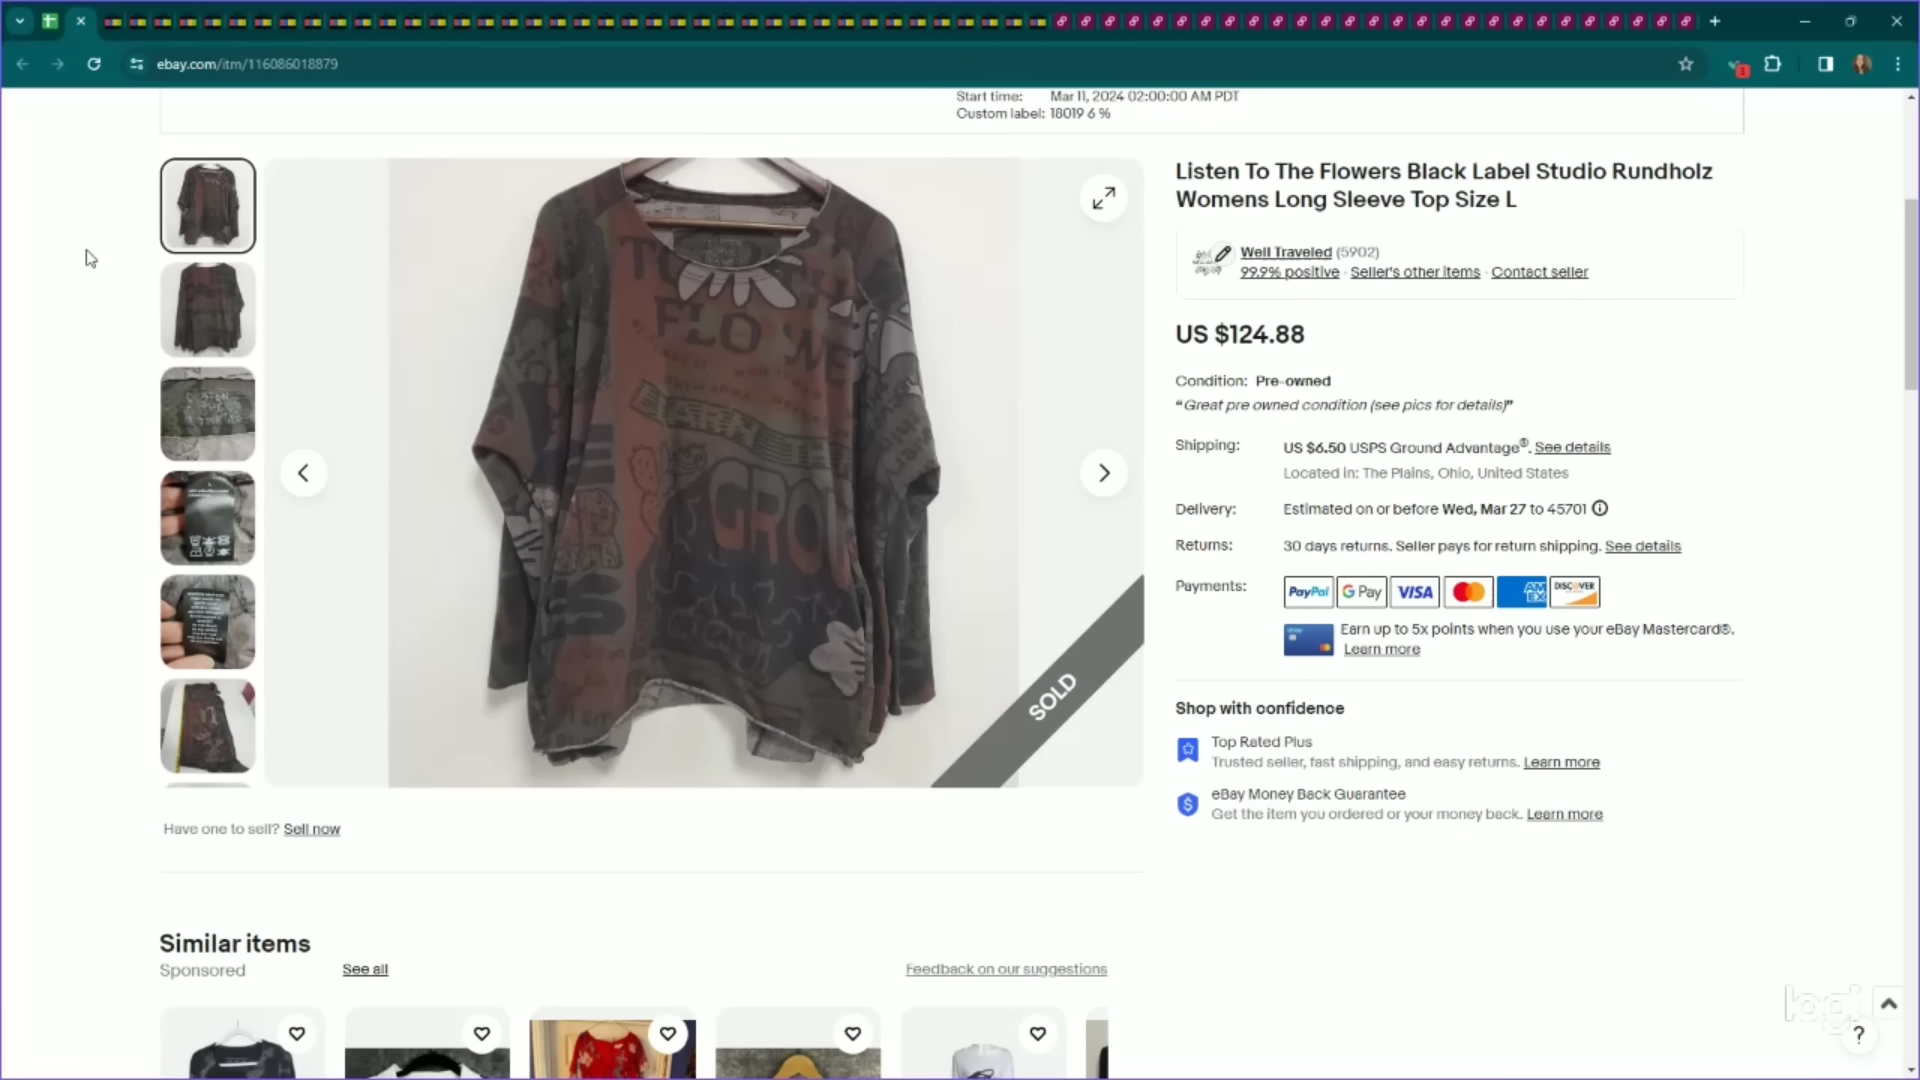 ebay.com/itm/116086018879
Start time: Mar 11, 2024 02:00:00 AM PDT
Custom label: 18019 6 %
Listen To The Flowers Black Label Studio Rundholz
Womens Long Sleeve Top Size L
Well Traveled (5902)
99.9% positive · Seller's other items · Contact seller
US $124.88
Condition: Pre-owned
“Great pre owned condition (see pics for details)”
Shipping: US $6.50 USPS Ground Advantage®. See details
Located in: The Plains, Ohio, United States
Delivery: Estimated on or before Wed, Mar 27 to 45701
Returns: 30 days returns. Seller pays for return shipping. See details
Payments: PayPal G Pay VISA AM EX DISCOVER
Earn up to 5x points when you use your eBay Mastercard®.
Learn more
Shop with confidence
Top Rated Plus
Trusted seller, fast shipping, and easy returns. Learn more
eBay Money Back Guarantee
Get the item you ordered or your money back. Learn more
FLOWE
GROW
SOLD
Have one to sell? Sell now
Similar items
Sponsored See all Feedback on our suggestions
logi
?